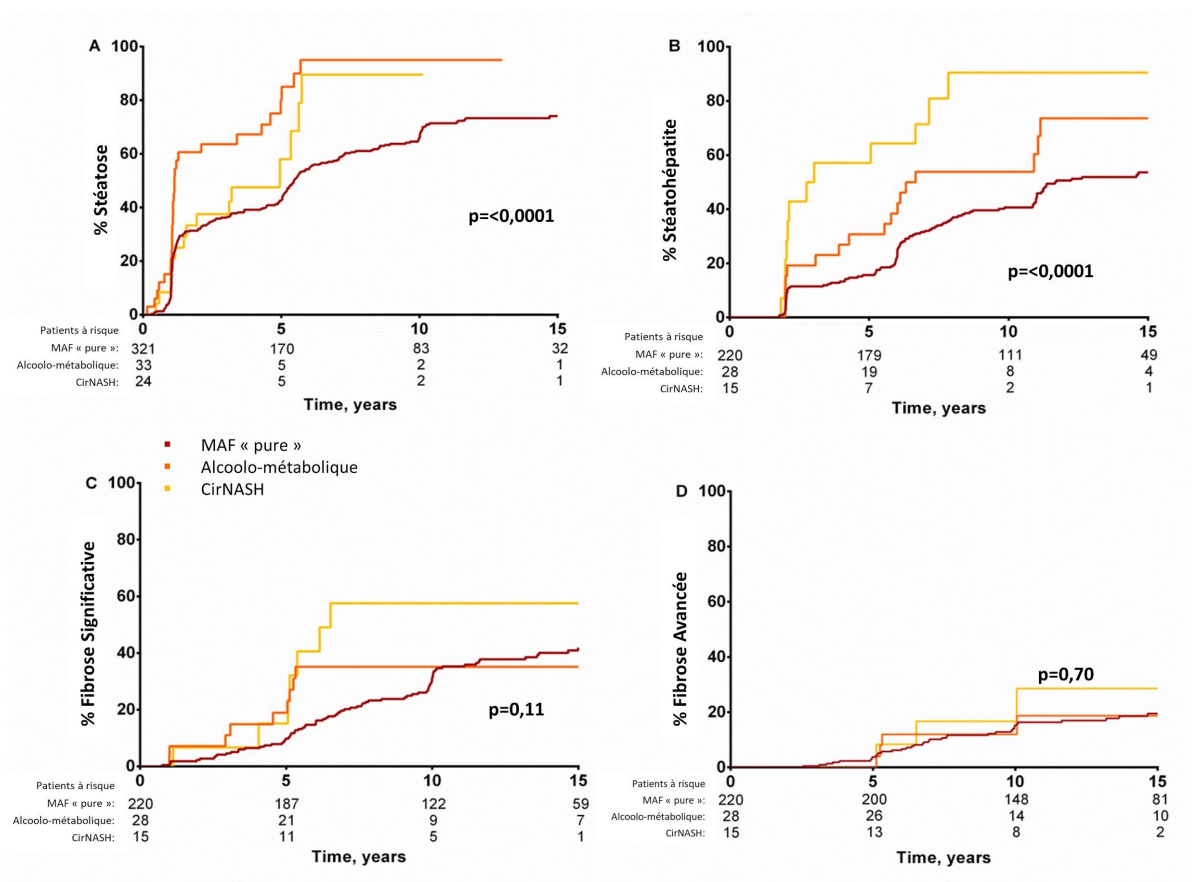 A
100
80
60
40
20
0
% Stéatose
p=<0,0001
0 5 10 15
Patients à risque
MAF « pure »: 321 170 83 32
Alcoolo-métabolique: 33 5 2 1
CirNASH: 24 5 2 1
Time, years
B
100
80
60
40
20
0
% Stéatohépatite
p=<0,0001
0 5 10 15
Patients à risque
MAF « pure »: 220 179 111 49
Alcoolo-métabolique: 28 19 8 4
CirNASH: 15 7 2 1
Time, years
MAF « pure »
Alcoolo-métabolique
CirNASH
C
100
80
60
40
20
0
% Fibrose Significative
p=0,11
0 5 10 15
Patients à risque
MAF « pure »: 220 187 122 59
Alcoolo-métabolique: 28 21 9 7
CirNASH: 15 11 5 1
Time, years
D
100
80
60
40
20
0
% Fibrose Avancée
p=0,70
0 5 10 15
Patients à risque
MAF « pure »: 220 200 148 81
Alcoolo-métabolique: 28 26 14 10
CirNASH: 15 13 8 2
Time, years